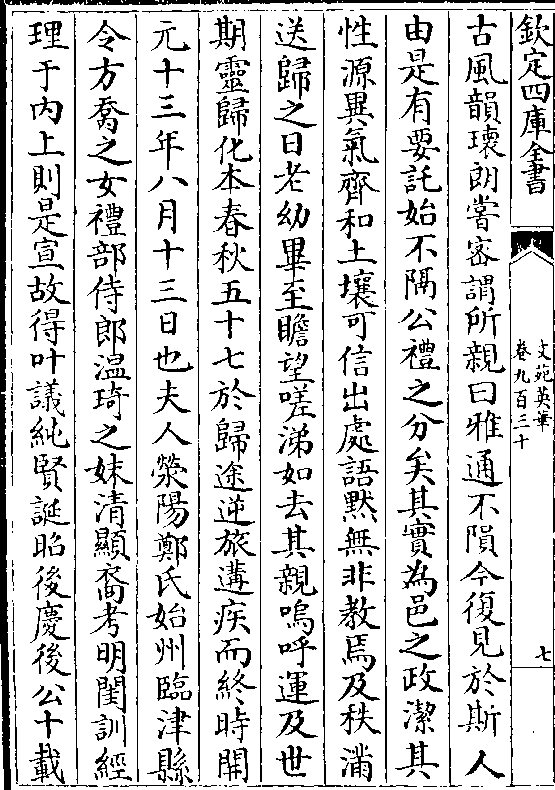 欽定四庫全書
文苑英華
卷九百三十
七
古風韻瓌朗嘗密謂所親曰雅通不隕今復見於斯人
由是有要託始不隔公禮之分矣其實為邑之政潔其
性源異氣齊和土壤可信出處語默無非教焉及秩滿
送歸之日老幼畢至瞻望嗟涕如去其親嗚呼運及世
期靈歸化本春秋五十七於歸途逆旅遘疾而終時開
元十三年八月十三日也夫人滎陽鄭氏始州臨津縣
令方喬之女禮部侍郎温琦之妹清顯裔考明閨訓經
理于内上則是宣故得叶議純賢誕昭後慶後公十載